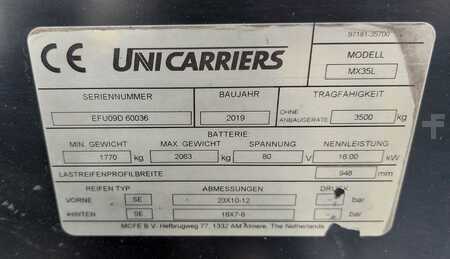 97181-35700
CE UNICARRIERS
MODELL
MX35L
SERIENNUMMER BAUJAHR TRAGFÄHIGKEIT
EFU09D 60036 2019 OHNE ANBAUGERÄTE 3500 kg
BATTERIE
MIN. GEWICHT MAX. GEWICHT SPANNUNG NENNLEISTUNG
1770 kg 2063 kg 80 V 16.00 kW
LASTREIFENPROFILBREITE 948 mm
REIFEN TYP ABMESSUNGEN DRUCK
VORNE SE 23X10-12 bar
HINTEN SE 18X7-8 bar
MCFE B.V. Hefbrugweg 77, 1332 AM Almere, The Netherlands